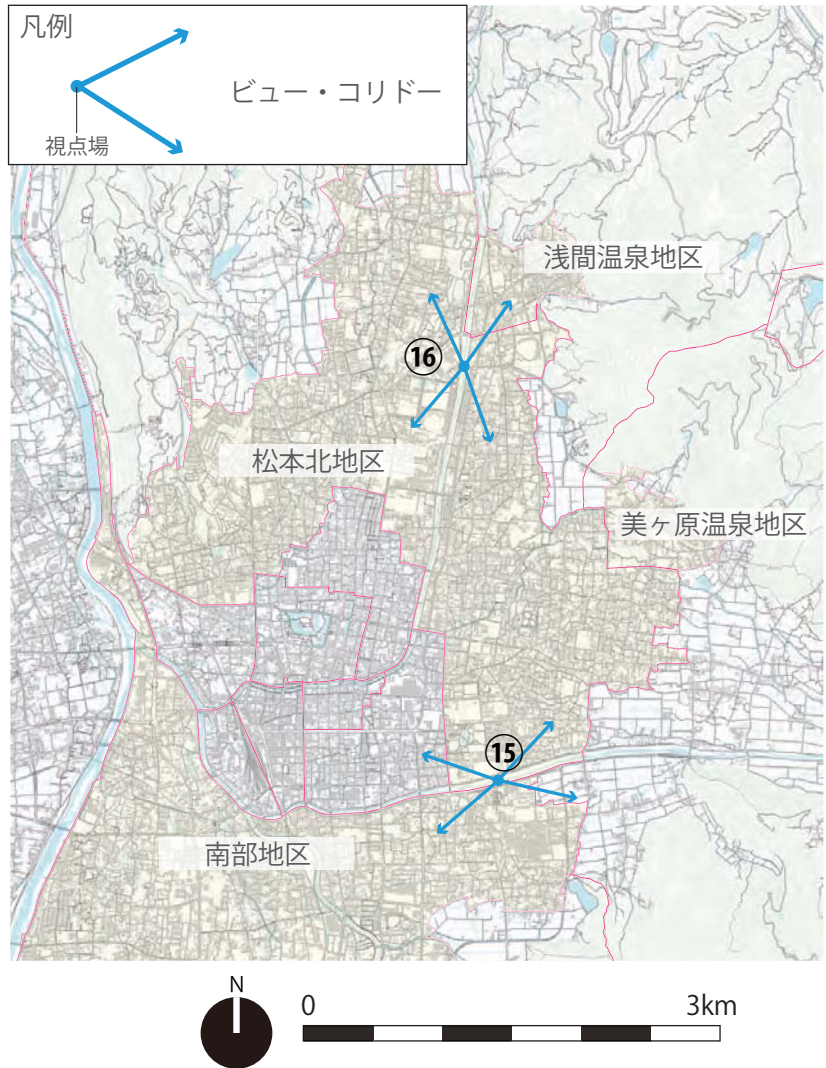 凡例
ビュー・コリドー
視点場
浅間温泉地区
⑯
松本北地区
美ヶ原温泉地区
⑮
南部地区
N
0
3km